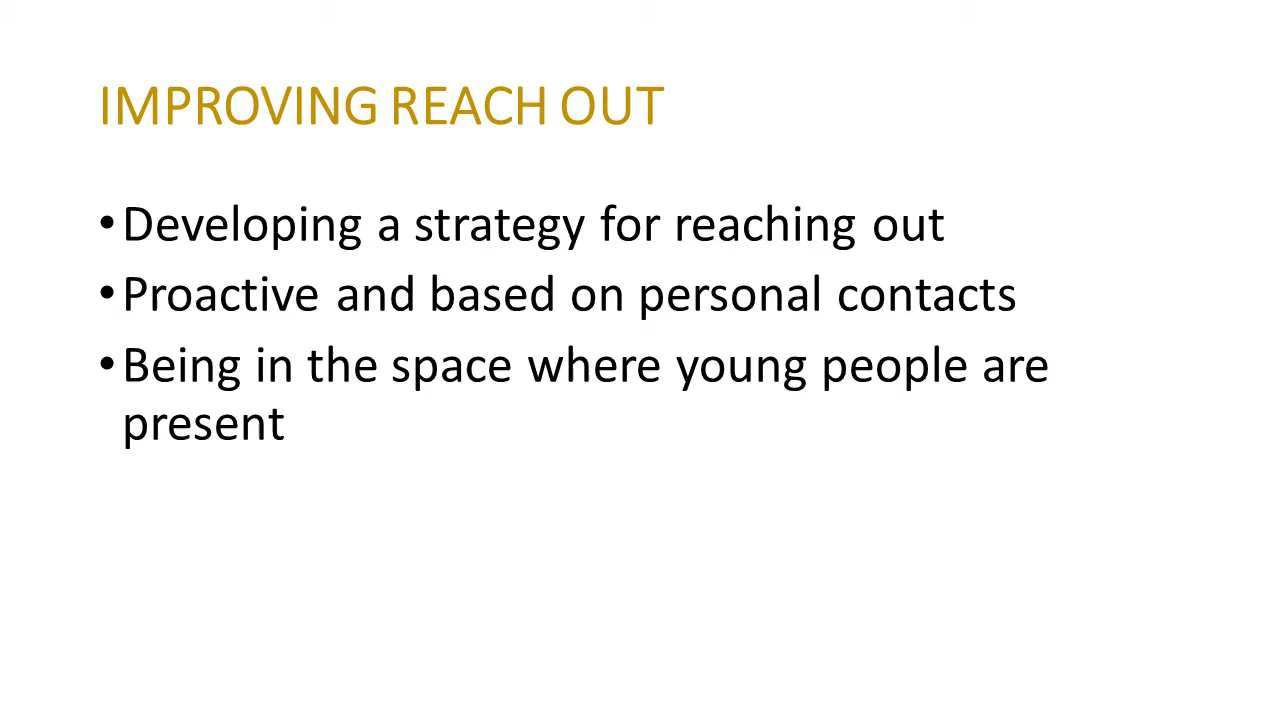 IMPROVING REACH OUT
•Developing a strategy for reaching out
•Proactive and based on personal contacts
•Being in the space where young people are
present